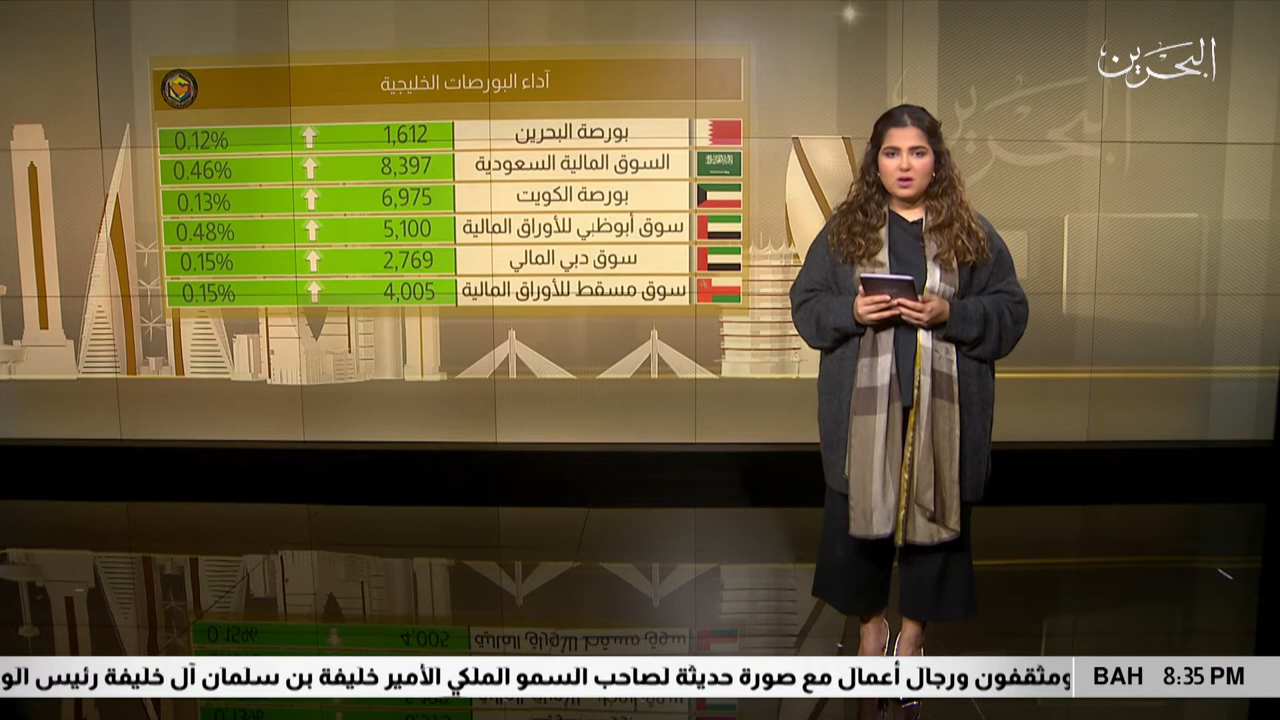 البحرين
آداء البورصات الخليجية
بورصة البحرين 1,612 0.12%
السوق المالية السعودية 8,397 0.46%
بورصة الكويت 6,975 0.13%
سوق أبوظبي للأوراق المالية 5,100 0.48%
سوق دبي المالي 2,769 0.15%
سوق مسقط للأوراق المالية 4,005 0.15%
BAH 8:35 PM
ومثقفون ورجال أعمال مع صورة حديثة لصاحب السمو الملكي الأمير خليفة بن سلمان آل خليفة رئيس